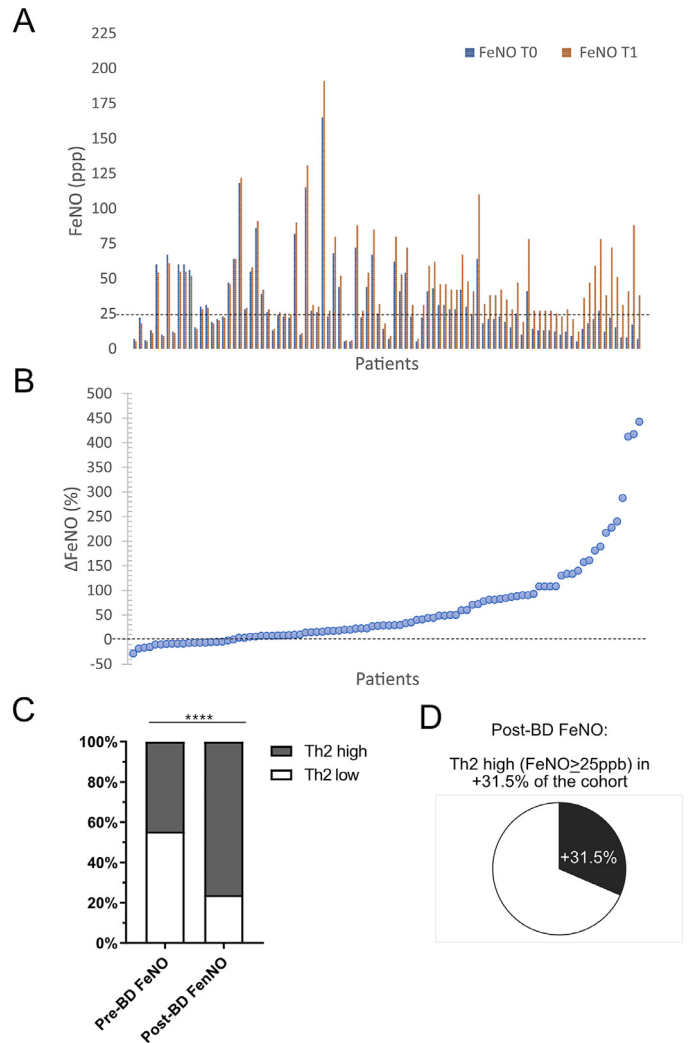 A
225
200
175
150
125
100
75
50
25
0
FeNO (ppp)
FeNO T0
FeNO T1
Patients
B
500
450
400
350
300
250
200
150
100
50
0
-50
ΔFeNO (%)
Patients
C
****
100%
80%
60%
40%
20%
0%
Th2 high
Th2 low
Pre-BD FeNO
Post-BD FenNO
D
Post-BD FeNO:
Th2 high (FeNO≥25ppb) in
+31.5% of the cohort
+31.5%